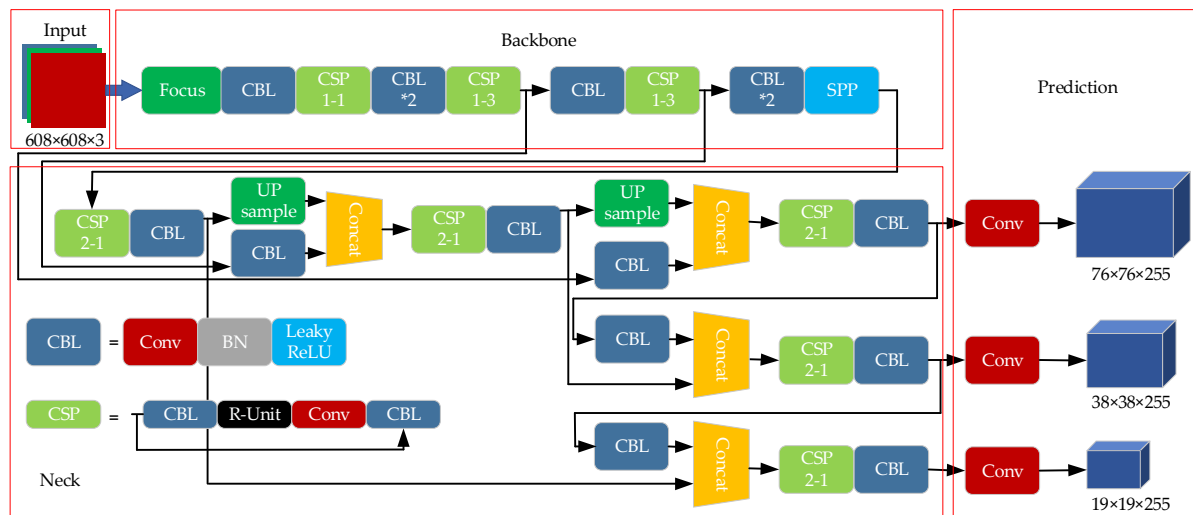 Input
608×608×3
Backbone
Focus
CBL
CSP
1-1
CBL
*2
CSP
1-3
CBL
CSP
1-3
CBL
*2
SPP
Prediction
CSP
2-1
CBL
UP
sample
CBL
Concat
CSP
2-1
CBL
UP
sample
CBL
Concat
CSP
2-1
CBL
Conv
76×76×255
CBL
=
Conv
BN
Leaky
ReLU
CBL
Concat
CSP
2-1
CBL
Conv
38×38×255
CSP
=
CBL
R-Unit
Conv
CBL
CBL
Concat
CSP
2-1
CBL
Conv
19×19×255
Neck